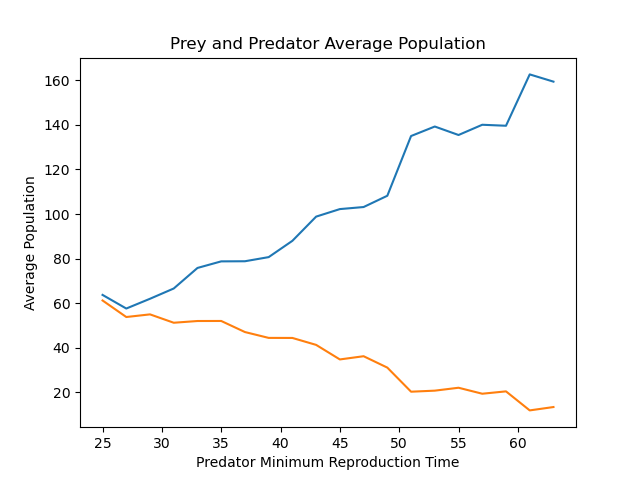 Prey and Predator Average Population
160
140
120
100
80
60
40
20
Average Population
25 30 35 40 45 50 55 60
Predator Minimum Reproduction Time